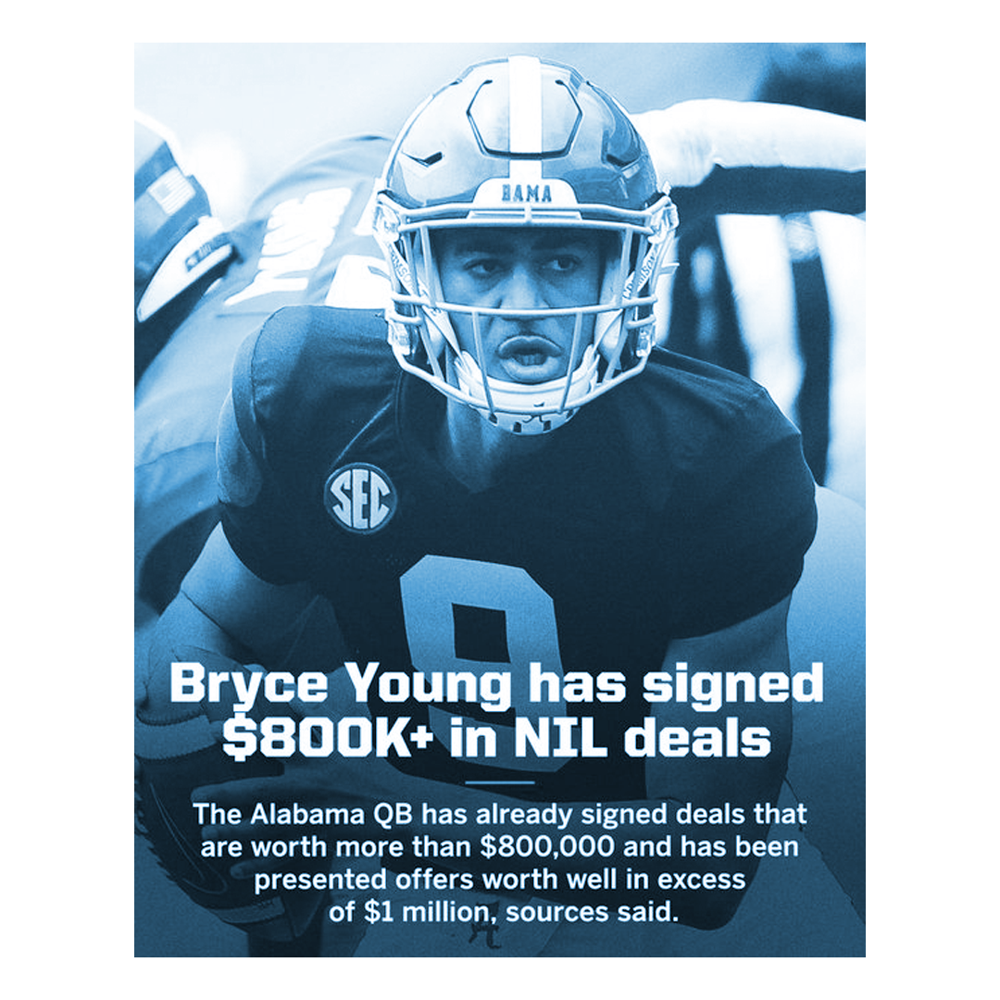 BAMA
SEC
9
Bryce Young has signed
$800K+ in NIL deals
The Alabama QB has already signed deals that
are worth more than $800,000 and has been
presented offers worth well in excess
of $1 million, sources said.